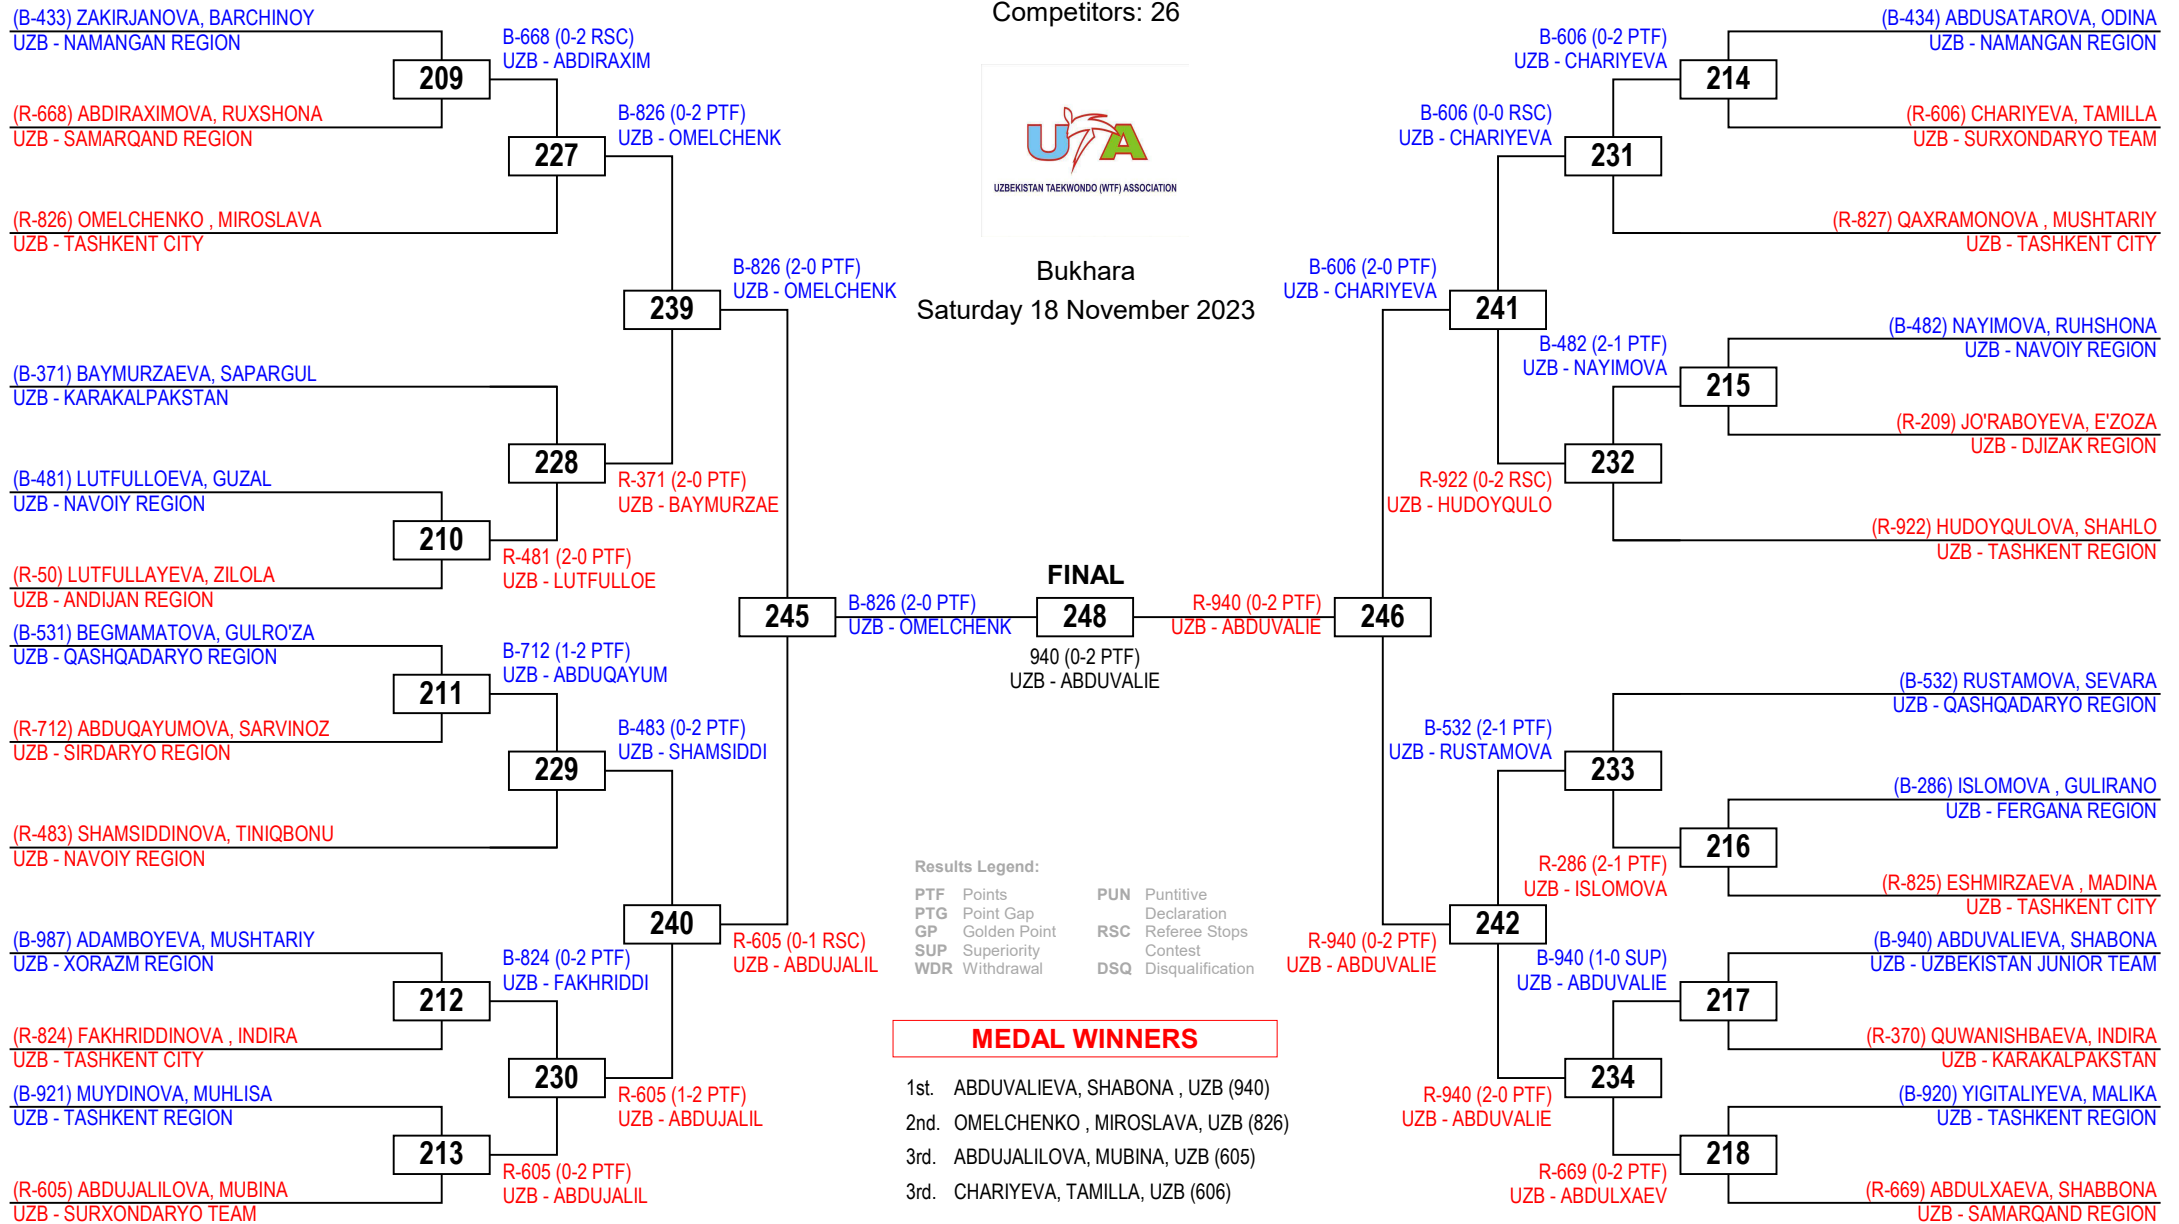 Competitors: 26
UTA
UZBEKISTAN TAEKWONDO (WTF) ASSOCIATION
Bukhara
Saturday 18 November 2023
(B-433) ZAKIRJANOVA, BARCHINOY
UZB - NAMANGAN REGION
209
(R-668) ABDIRAXIMOVA, RUXSHONA
UZB - SAMARQAND REGION
B-668 (0-2 RSC)
UZB - ABDIRAXIM
227
(R-826) OMELCHENKO , MIROSLAVA
UZB - TASHKENT CITY
B-826 (0-2 PTF)
UZB - OMELCHENK
239
B-826 (2-0 PTF)
UZB - OMELCHENK
(B-371) BAYMURZAEVA, SAPARGUL
UZB - KARAKALPAKSTAN
228
R-371 (2-0 PTF)
UZB - BAYMURZAE
(B-481) LUTFULLOEVA, GUZAL
UZB - NAVOIY REGION
210
R-481 (2-0 PTF)
UZB - LUTFULLOE
(R-50) LUTFULLAYEVA, ZILOLA
UZB - ANDIJAN REGION
245
B-826 (2-0 PTF)
UZB - OMELCHENK
(B-531) BEGMAMATOVA, GULRO'ZA
UZB - QASHQADARYO REGION
211
B-712 (1-2 PTF)
UZB - ABDUQAYUM
(R-712) ABDUQAYUMOVA, SARVINOZ
UZB - SIRDARYO REGION
229
B-483 (0-2 PTF)
UZB - SHAMSIDDI
(R-483) SHAMSIDDINOVA, TINIQBONU
UZB - NAVOIY REGION
240
R-605 (0-1 RSC)
UZB - ABDUJALIL
(B-987) ADAMBOYEVA, MUSHTARIY
UZB - XORAZM REGION
212
B-824 (0-2 PTF)
UZB - FAKHRIDDI
(R-824) FAKHRIDDINOVA , INDIRA
UZB - TASHKENT CITY
230
R-605 (1-2 PTF)
UZB - ABDUJALIL
(B-921) MUYDINOVA, MUHLISA
UZB - TASHKENT REGION
213
R-605 (0-2 PTF)
UZB - ABDUJALIL
(R-605) ABDUJALILOVA, MUBINA
UZB - SURXONDARYO TEAM
FINAL
248
940 (0-2 PTF)
UZB - ABDUVALIE
(B-434) ABDUSATAROVA, ODINA
UZB - NAMANGAN REGION
B-606 (0-2 PTF)
UZB - CHARIYEVA
214
(R-606) CHARIYEVA, TAMILLA
UZB - SURXONDARYO TEAM
B-606 (0-0 RSC)
UZB - CHARIYEVA
231
(R-827) QAXRAMONOVA , MUSHTARIY
UZB - TASHKENT CITY
B-606 (2-0 PTF)
UZB - CHARIYEVA
241
(B-482) NAYIMOVA, RUHSHONA
UZB - NAVOIY REGION
B-482 (2-1 PTF)
UZB - NAYIMOVA
215
(R-209) JO'RABOYEVA, E'ZOZA
UZB - DJIZAK REGION
232
R-922 (0-2 RSC)
UZB - HUDOYQULO
(R-922) HUDOYQULOVA, SHAHLO
UZB - TASHKENT REGION
R-940 (0-2 PTF)
UZB - ABDUVALIE
246
(B-532) RUSTAMOVA, SEVARA
UZB - QASHQADARYO REGION
B-532 (2-1 PTF)
UZB - RUSTAMOVA
233
(B-286) ISLOMOVA , GULIRANO
UZB - FERGANA REGION
216
R-286 (2-1 PTF)
UZB - ISLOMOVA
(R-825) ESHMIRZAEVA , MADINA
UZB - TASHKENT CITY
242
R-940 (0-2 PTF)
UZB - ABDUVALIE
(B-940) ABDUVALIEVA, SHABONA
UZB - UZBEKISTAN JUNIOR TEAM
B-940 (1-0 SUP)
UZB - ABDUVALIE
217
(R-370) QUWANISHBAEVA, INDIRA
UZB - KARAKALPAKSTAN
234
R-940 (2-0 PTF)
UZB - ABDUVALIE
(B-920) YIGITALIYEVA, MALIKA
UZB - TASHKENT REGION
218
R-669 (0-2 PTF)
UZB - ABDULXAEV
(R-669) ABDULXAEVA, SHABBONA
UZB - SAMARQAND REGION
Results Legend:
PTF Points PUN Puntitive
PTG Point Gap Declaration
GP Golden Point RSC Referee Stops
SUP Superiority Contest
WDR Withdrawal DSQ Disqualification
MEDAL WINNERS
1st. ABDUVALIEVA, SHABONA , UZB (940)
2nd. OMELCHENKO , MIROSLAVA, UZB (826)
3rd. ABDUJALILOVA, MUBINA, UZB (605)
3rd. CHARIYEVA, TAMILLA, UZB (606)